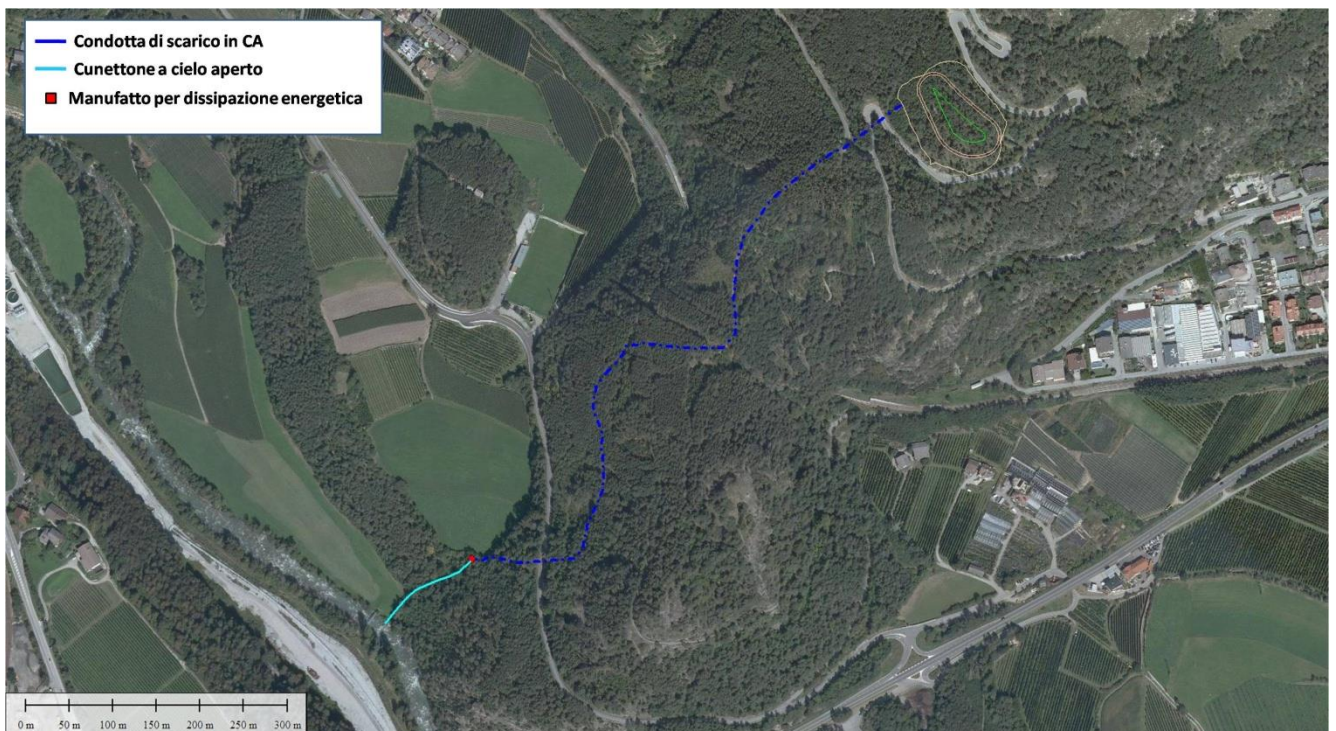 Condotta di scarico in CA
Cunettone a cielo aperto
Manufatto per dissipazione energetica
0 m 50 m 100 m 150 m 200 m 250 m 300 m